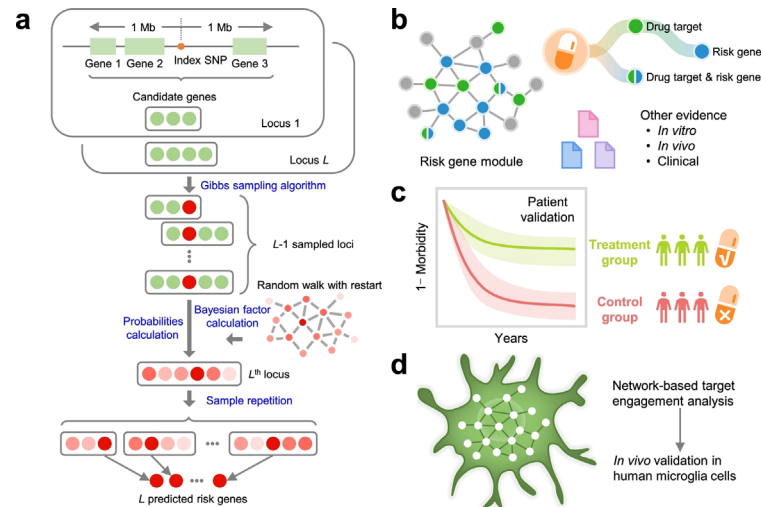 a
1 Mb
1 Mb
Gene 1
Gene 2
Index SNP
Gene 3
Candidate genes
Locus 1
Locus L
Gibbs sampling algorithm
L-1 sampled loci
Random walk with restart
Bayesian factor
calculation
Probabilities
calculation
Lth locus
Sample repetition
L predicted risk genes
b
Drug target
Risk gene
Drug target & risk gene
Risk gene module
Other evidence
• In vitro
• In vivo
• Clinical
c
Patient
validation
1– Morbidity
Years
Treatment
group
Control
group
d
Network-based target
engagement analysis
In vivo validation in
human microglia cells